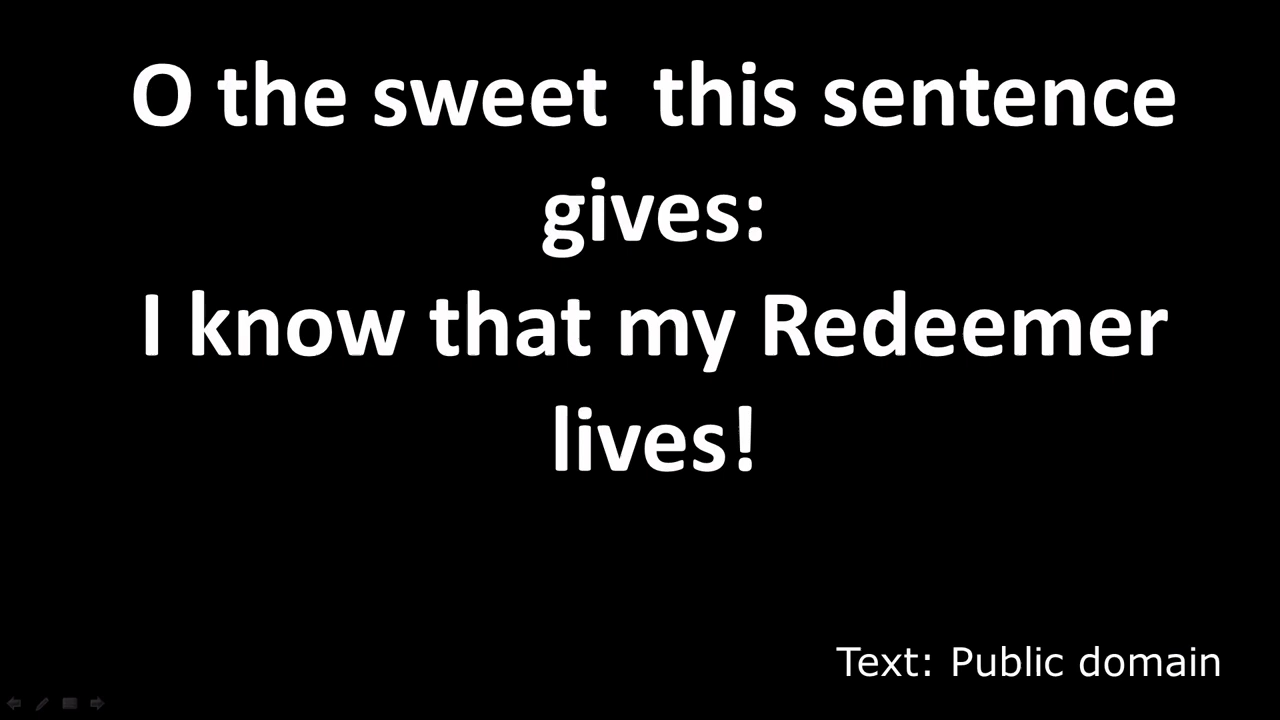 O the sweet  this sentence
gives:
I know that my Redeemer
lives!
Text: Public domain